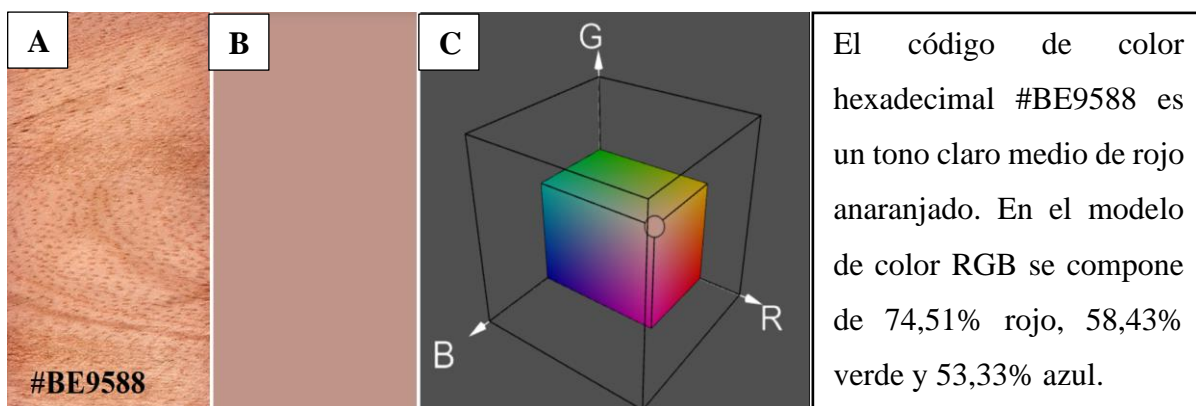 A
B
C
G
R
B
#BE9588
El código de color
hexadecimal #BE9588 es
un tono claro medio de rojo
anaranjado. En el modelo
de color RGB se compone
de 74,51% rojo, 58,43%
verde y 53,33% azul.